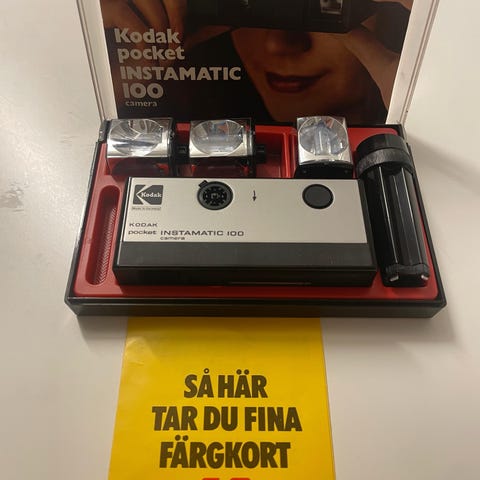 Kodak
pocket
INSTAMATIC
100
camera
Kodak
KODAK
pocket INSTAMATIC 100
camera
SÅ HÄR
TAR DU FINA
FÄRGKORT